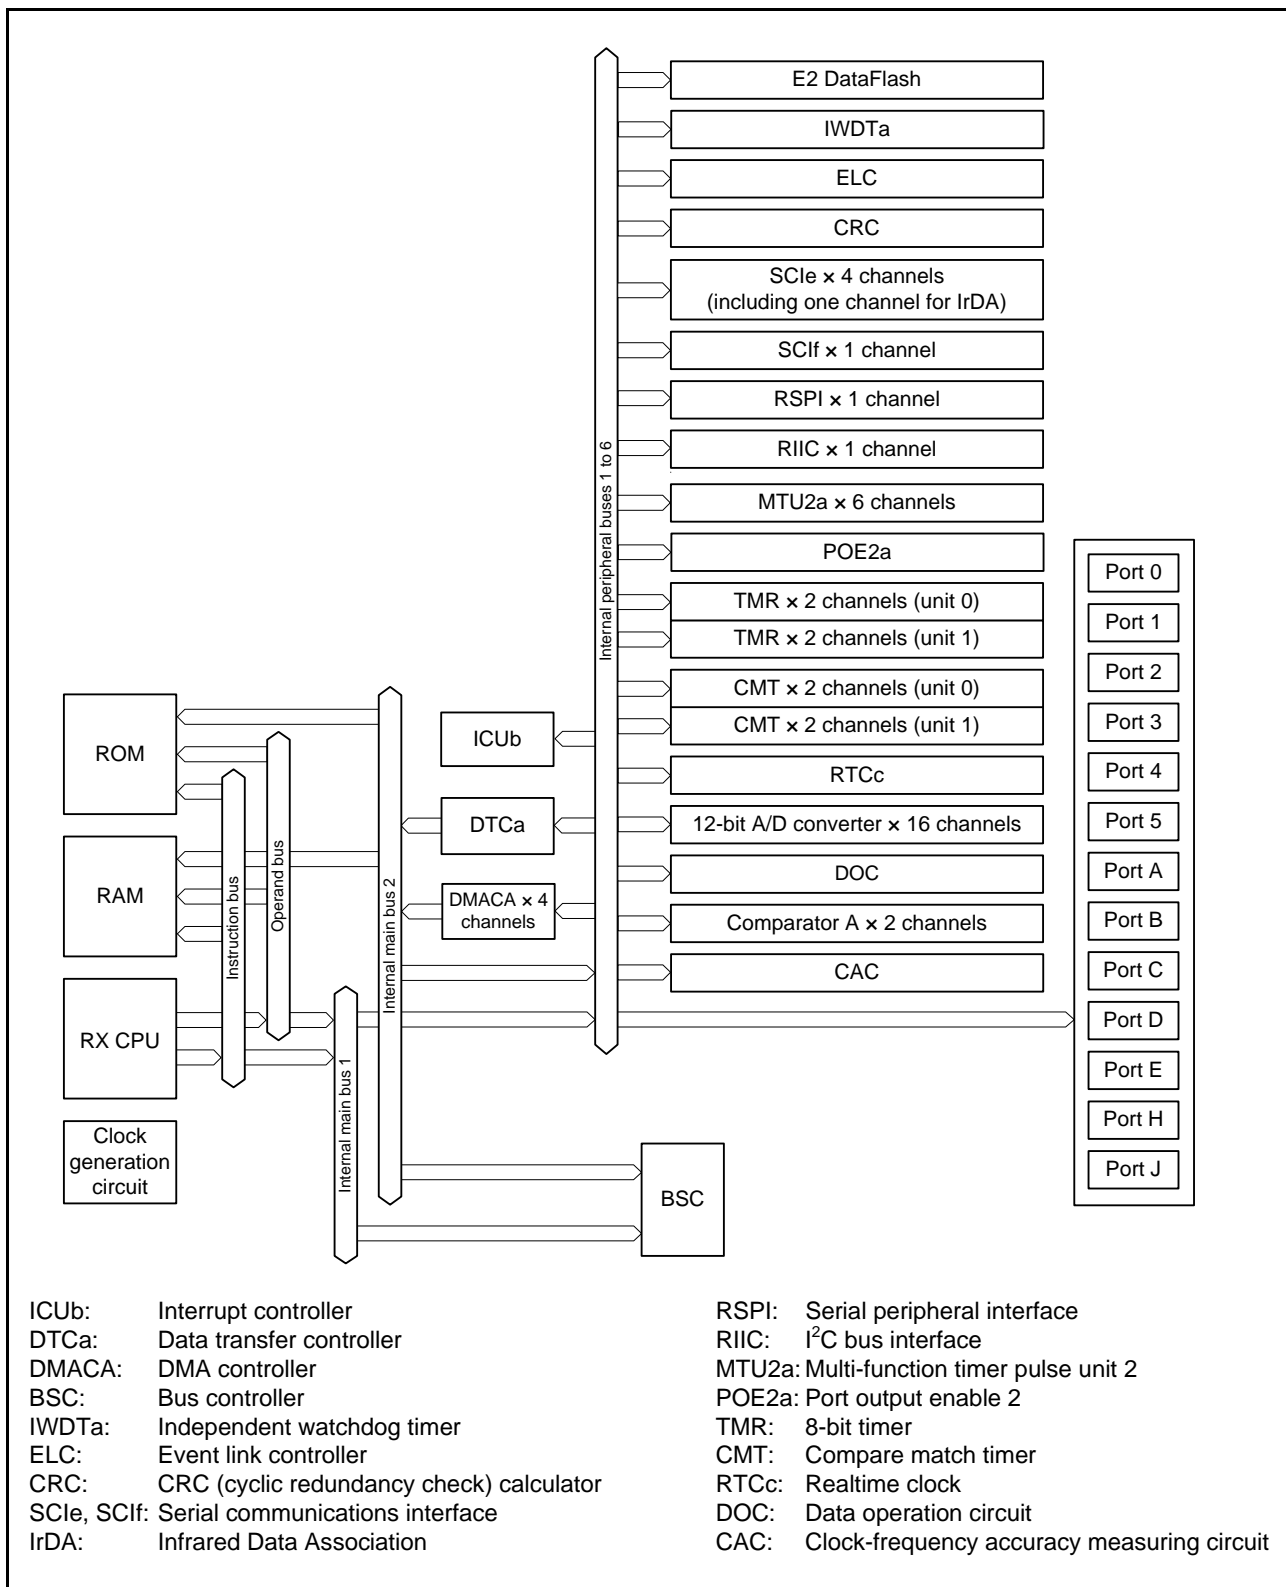 E2 DataFlash
IWDTa
ELC
CRC
SCIe × 4 channels
(including one channel for IrDA)
SCIf × 1 channel
RSPI × 1 channel
RIIC × 1 channel
MTU2a × 6 channels
POE2a
TMR × 2 channels (unit 0)
TMR × 2 channels (unit 1)
CMT × 2 channels (unit 0)
CMT × 2 channels (unit 1)
RTCc
12-bit A/D converter × 16 channels
DOC
Comparator A × 2 channels
CAC
Internal peripheral buses 1 to 6
Port 0
Port 1
Port 2
Port 3
Port 4
Port 5
Port A
Port B
Port C
Port D
Port E
Port H
Port J
ICUb
DTCa
DMACA × 4
channels
ROM
RAM
RX CPU
Clock
generation
circuit
Instruction bus
Operand bus
Internal main bus 1
Internal main bus 2
BSC
ICUb: Interrupt controller
DTCa: Data transfer controller
DMACA: DMA controller
BSC: Bus controller
IWDTa: Independent watchdog timer
ELC: Event link controller
CRC: CRC (cyclic redundancy check) calculator
SCIe, SCIf: Serial communications interface
IrDA: Infrared Data Association
RSPI: Serial peripheral interface
RIIC: I²C bus interface
MTU2a: Multi-function timer pulse unit 2
POE2a: Port output enable 2
TMR: 8-bit timer
CMT: Compare match timer
RTCc: Realtime clock
DOC: Data operation circuit
CAC: Clock-frequency accuracy measuring circuit